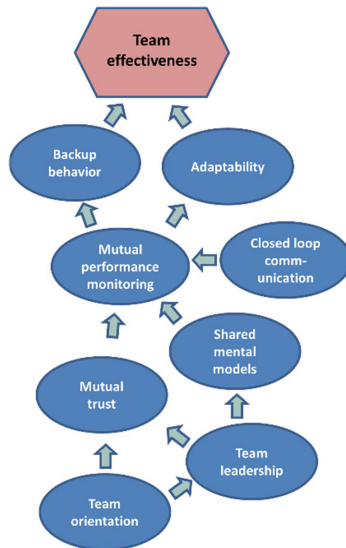 Team
effectiveness
Backup
behavior
Adaptability
Mutual
performance
monitoring
Closed loop
comm-
unication
Shared
mental
models
Mutual
trust
Team
leadership
Team
orientation